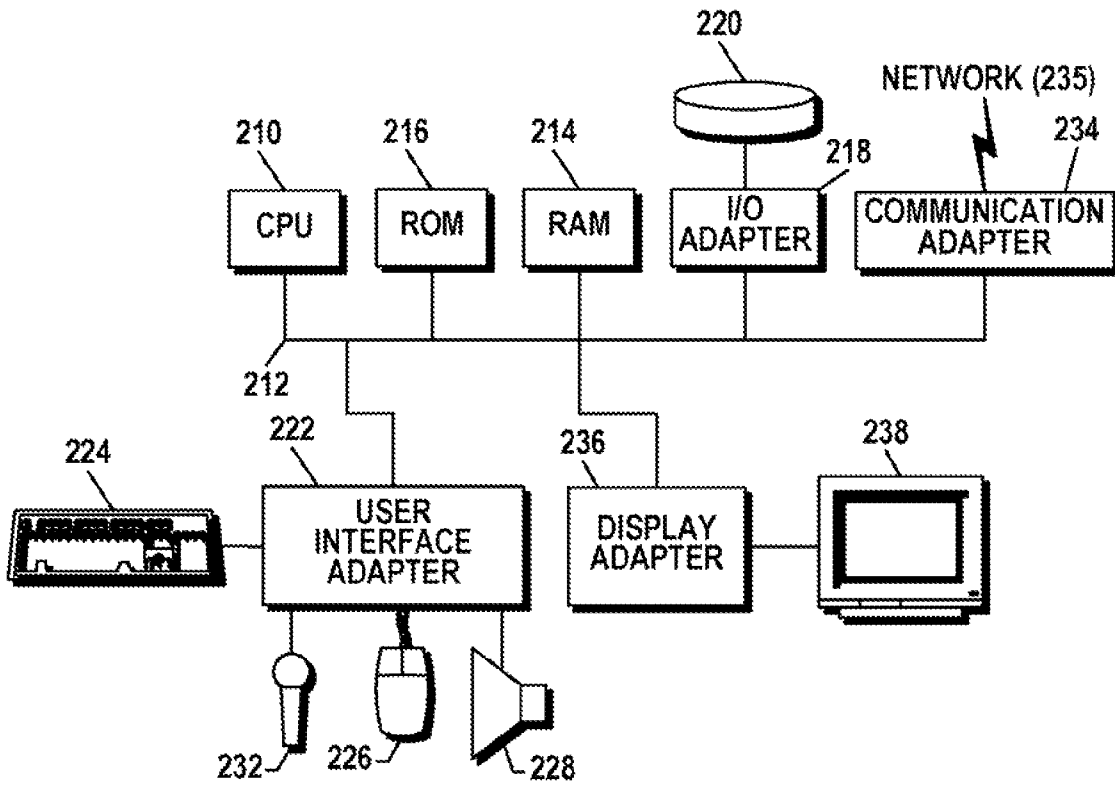 220
NETWORK (235)
210
216
214
218
234
CPU
ROM
RAM
I/O
ADAPTER
COMMUNICATION
ADAPTER
212
222
236
238
224
USER
INTERFACE
ADAPTER
DISPLAY
ADAPTER
232
226
228